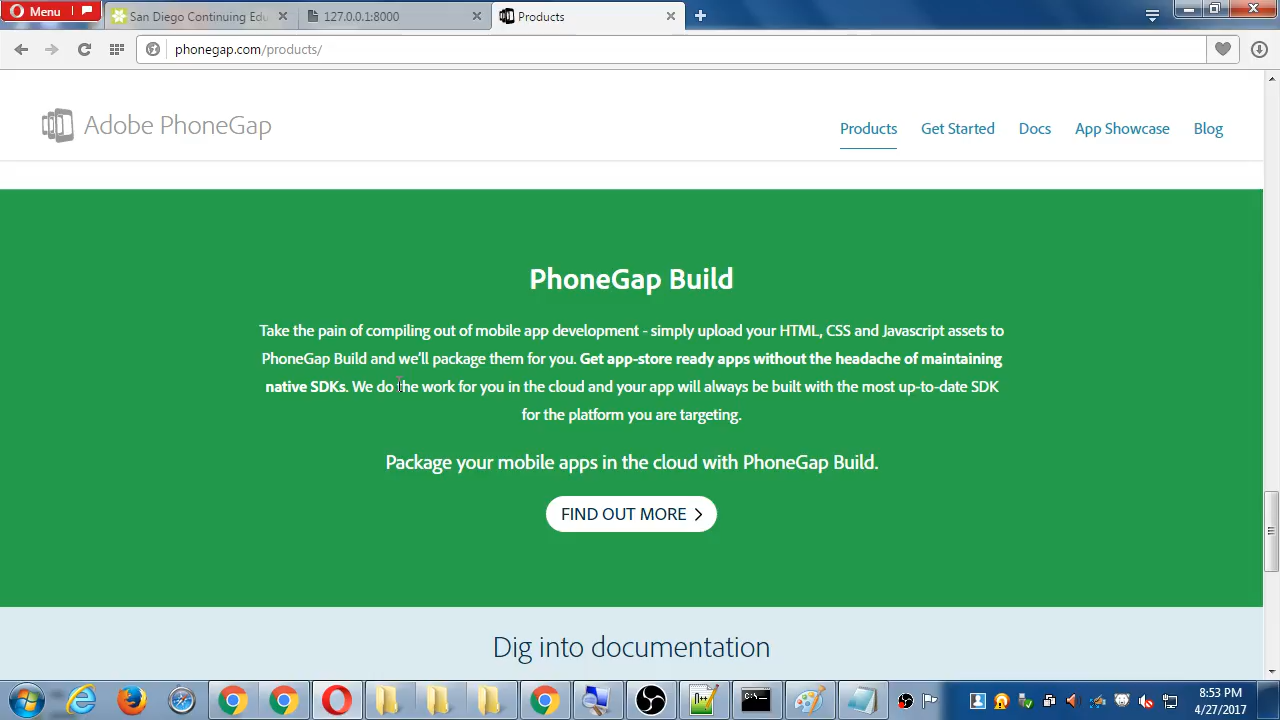 Menu
San Diego Continuing Edu
127.0.0.1:8000
Products
phonegap.com/products/
Adobe PhoneGap
Products
Get Started
Docs
App Showcase
Blog
PhoneGap Build
Take the pain of compiling out of mobile app development - simply upload your HTML, CSS and Javascript assets to
PhoneGap Build and we'll package them for you. Get app-store ready apps without the headache of maintaining
native SDKs. We do the work for you in the cloud and your app will always be built with the most up-to-date SDK
for the platform you are targeting.
Package your mobile apps in the cloud with PhoneGap Build.
FIND OUT MORE
Dig into documentation
8:53 PM
4/27/2017